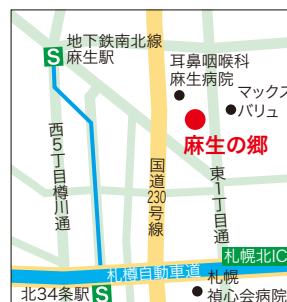 地下鉄南北線
麻生駅
S
耳鼻咽喉科
麻生病院
マックス
バリュ
麻生の郷
西5丁目樽川通
国道230号線
東1丁目通
札幌北IC
札樽自動車道
北34条駅
S
札幌
禎心会病院